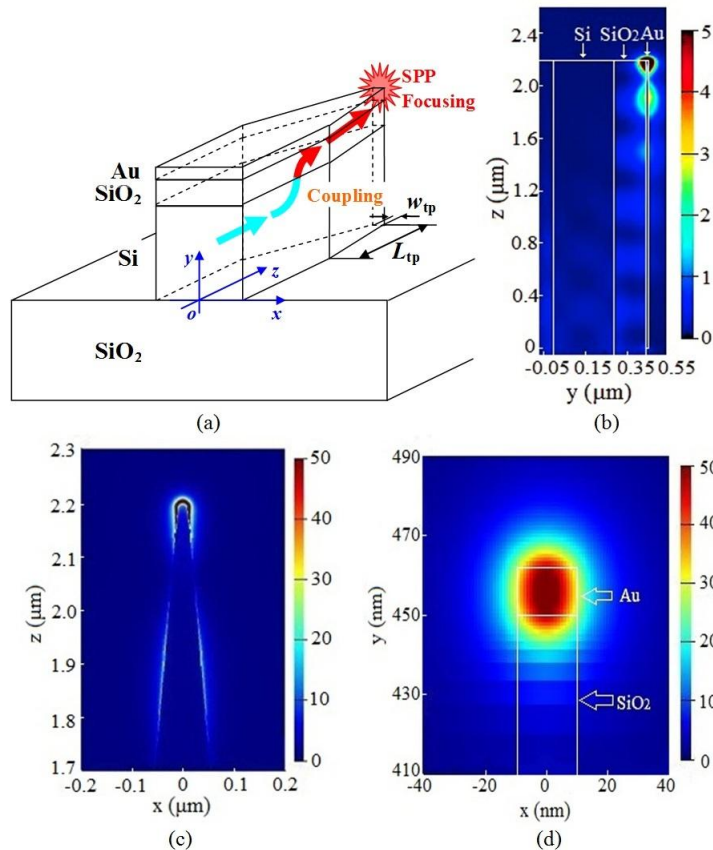 SPP
Focusing
Au
SiO2
Coupling
wtp
Si
Ltp
y
z
o
x
SiO2
(a)
Si SiO2 Au
2.4
2.0
1.6
1.2
0.8
0.4
0
z (μm)
-0.05 0.15 0.35 0.55
y (μm)
5
4
3
2
1
0
(b)
2.3
2.2
2.1
2.0
1.9
1.8
1.7
z (μm)
-0.2 -0.1 0 0.1 0.2
x (μm)
50
40
30
20
10
0
(c)
490
470
450
430
410
y (nm)
Au
SiO2
-40 -20 0 20 40
x (nm)
50
40
30
20
10
0
(d)